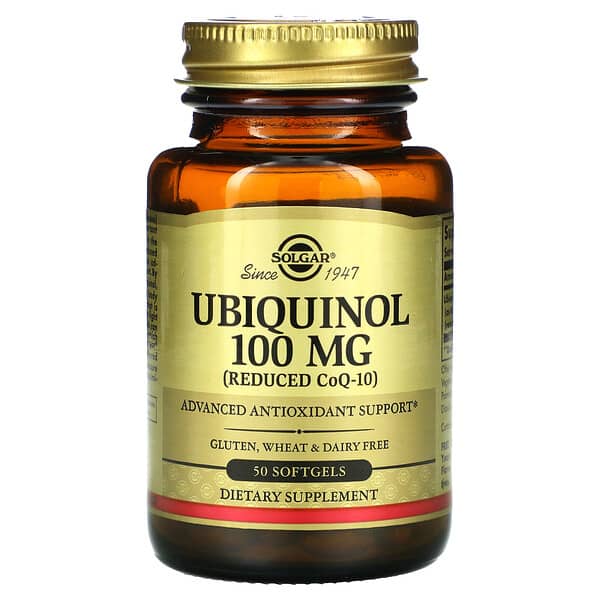 SOLGAR®
Since 1947
UBIQUINOL
100 MG
(REDUCED CoQ-10)
ADVANCED ANTIOXIDANT SUPPORT*
GLUTEN, WHEAT & DAIRY FREE
50 SOFTGELS
DIETARY SUPPLEMENT